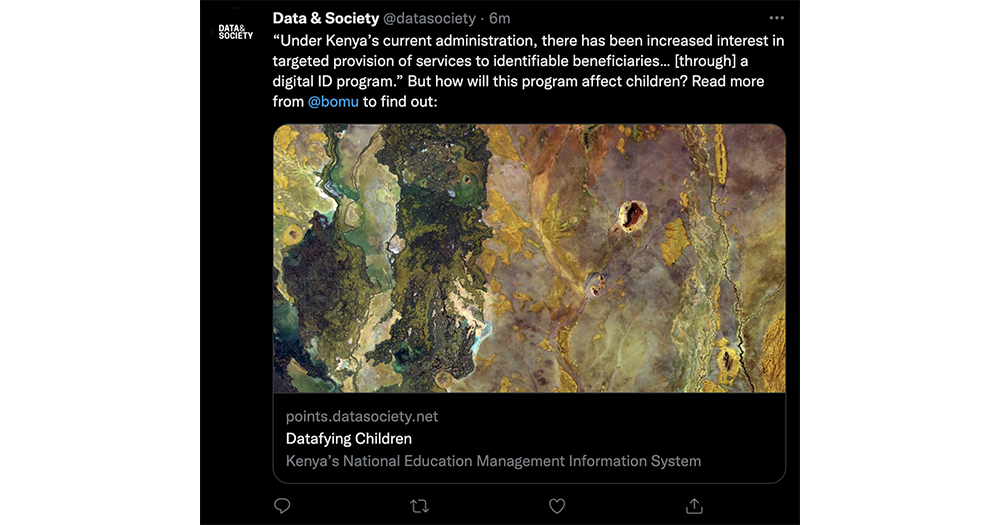 DATA&
SOCIETY
Data & Society @datasociety · 6m
“Under Kenya’s current administration, there has been increased interest in
targeted provision of services to identifiable beneficiaries... [through] a
digital ID program.” But how will this program affect children? Read more
from @bomu to find out:
points.datasociety.net
Datafying Children
Kenya’s National Education Management Information System